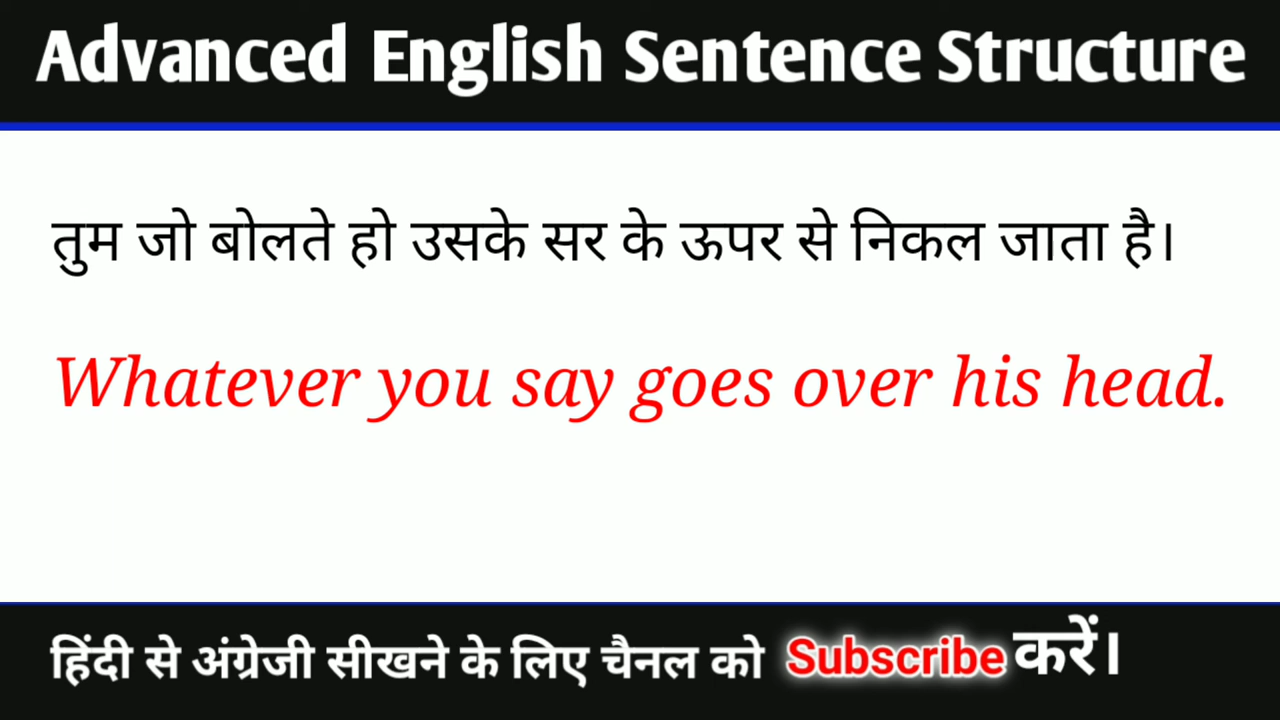 Advanced English Sentence Structure
तुम जो बोलते हो उसके सर के ऊपर से निकल जाता है।
Whatever you say goes over his head.
हिंदी से अंग्रेजी सीखने के लिए चैनल को Subscribe करें।